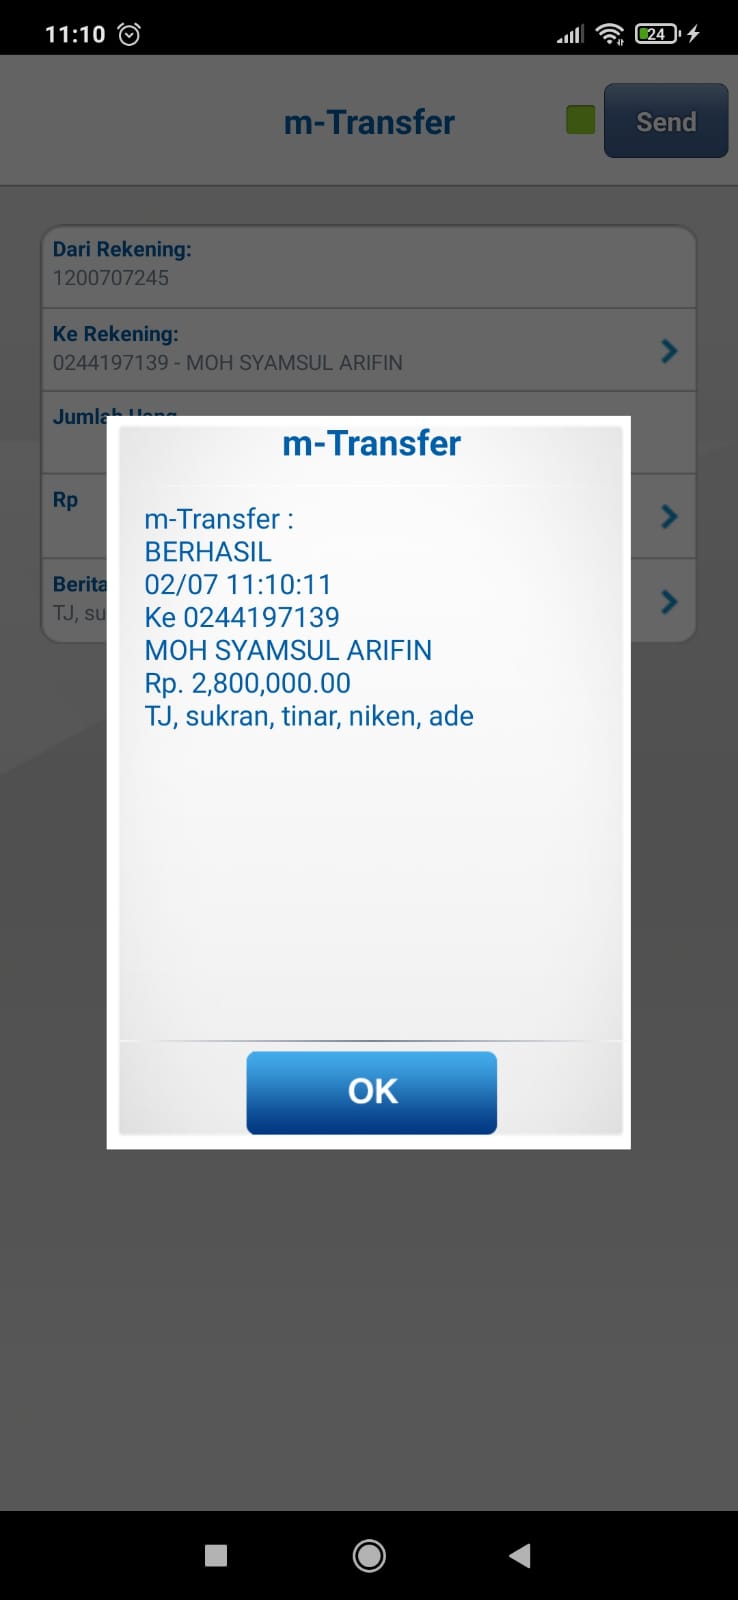 11:10
24
m-Transfer
Send
Dari Rekening:
1200707245
Ke Rekening:
0244197139 - MOH SYAMSUL ARIFIN
Rp
Berita
TJ, su
m-Transfer
m-Transfer :
BERHASIL
02/07 11:10:11
Ke 0244197139
MOH SYAMSUL ARIFIN
Rp. 2,800,000.00
TJ, sukran, tinar, niken, ade
OK